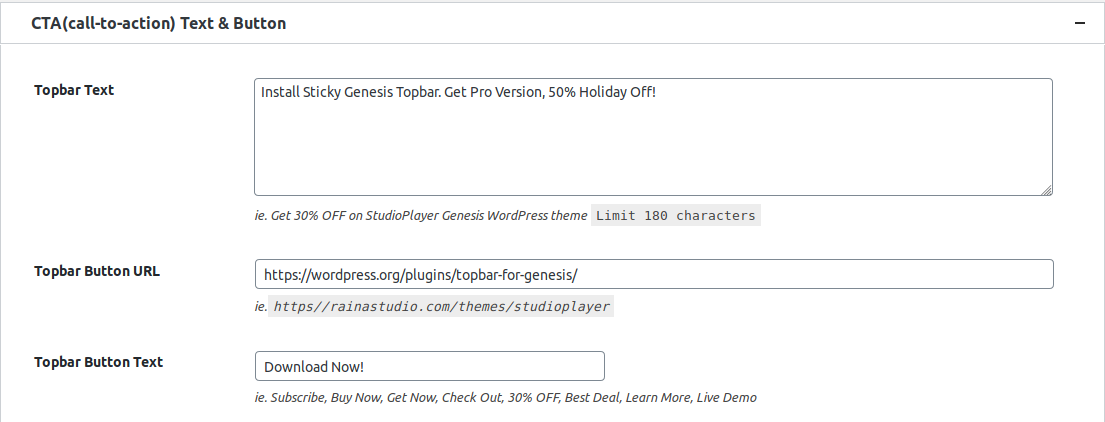 CTA(call-to-action) Text & Button
Topbar Text
Install Sticky Genesis Topbar. Get Pro Version, 50% Holiday Off!
ie. Get 30% OFF on StudioPlayer Genesis WordPress theme Limit 180 characters
Topbar Button URL
https://wordpress.org/plugins/topbar-for-genesis/
ie. https//rainastudio.com/themes/studioplayer
Topbar Button Text
Download Now!
ie. Subscribe, Buy Now, Get Now, Check Out, 30% OFF, Best Deal, Learn More, Live Demo